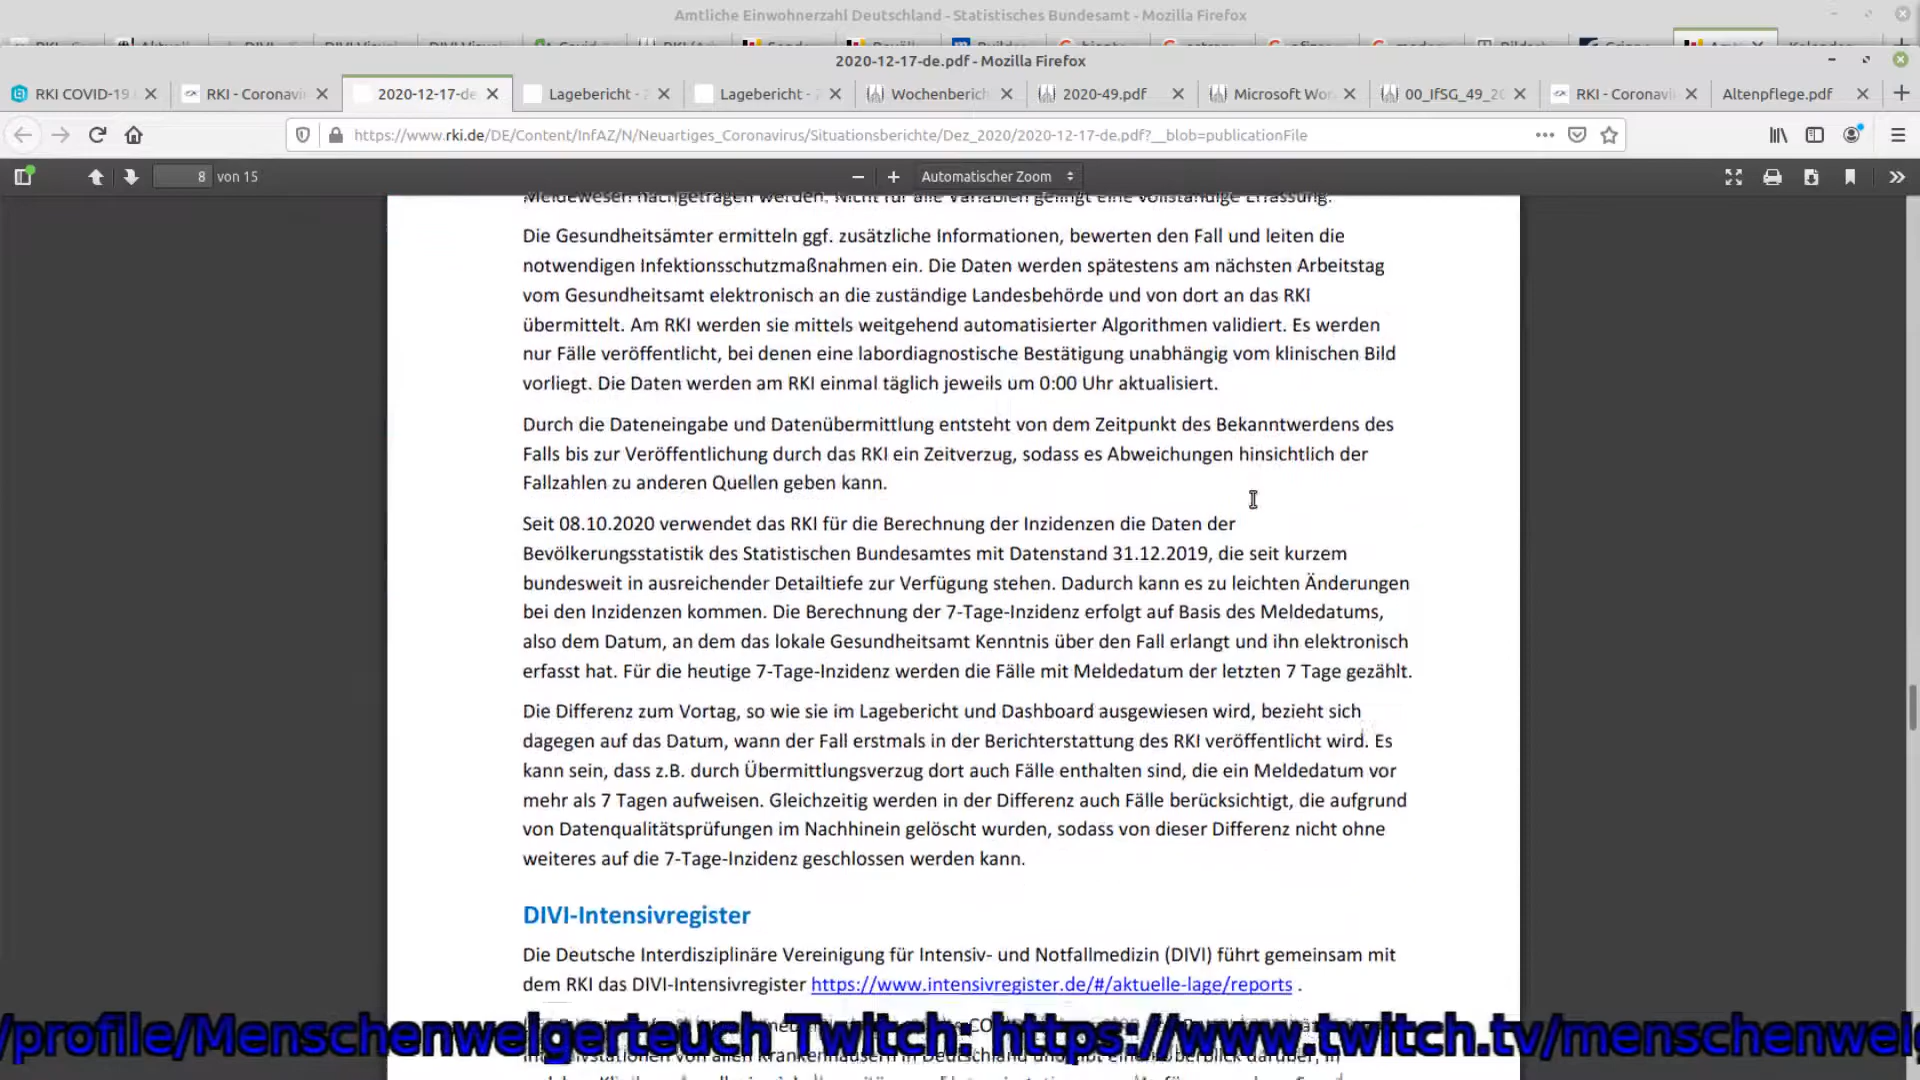 Amtliche Einwohnerzahl Deutschland - Statistisches Bundesamt - Mozilla Firefox
2020-12-17-de.pdf - Mozilla Firefox
RKI COVID-19
RKI - Coronavi
2020-12-17-de.
Lagebericht -
Lagebericht -
Wochenberich
2020-49.pdf
Microsoft Wor
00_IfSG_49_20
RKI - Coronavi
Altenpflege.pdf
https://www.rki.de/DE/Content/InfAZ/N/Neuartiges_Coronavirus/Situationsberichte/Dez_2020/2020-12-17-de.pdf?__blob=publicationFile
8 von 15
Automatischer Zoom
Meldewesen nachgetragen werden. Nicht für alle Variablen gelingt eine vollständige Erfassung.
Die Gesundheitsämter ermitteln ggf. zusätzliche Informationen, bewerten den Fall und leiten die
notwendigen Infektionsschutzmaßnahmen ein. Die Daten werden spätestens am nächsten Arbeitstag
vom Gesundheitsamt elektronisch an die zuständige Landesbehörde und von dort an das RKI
übermittelt. Am RKI werden sie mittels weitgehend automatisierter Algorithmen validiert. Es werden
nur Fälle veröffentlicht, bei denen eine labordiagnostische Bestätigung unabhängig vom klinischen Bild
vorliegt. Die Daten werden am RKI einmal täglich jeweils um 0:00 Uhr aktualisiert.
Durch die Dateneingabe und Datenübermittlung entsteht von dem Zeitpunkt des Bekanntwerdens des
Falls bis zur Veröffentlichung durch das RKI ein Zeitverzug, sodass es Abweichungen hinsichtlich der
Fallzahlen zu anderen Quellen geben kann.
Seit 08.10.2020 verwendet das RKI für die Berechnung der Inzidenzen die Daten der
Bevölkerungsstatistik des Statistischen Bundesamtes mit Datenstand 31.12.2019, die seit kurzem
bundesweit in ausreichender Detailtiefe zur Verfügung stehen. Dadurch kann es zu leichten Änderungen
bei den Inzidenzen kommen. Die Berechnung der 7-Tage-Inzidenz erfolgt auf Basis des Meldedatums,
also dem Datum, an dem das lokale Gesundheitsamt Kenntnis über den Fall erlangt und ihn elektronisch
erfasst hat. Für die heutige 7-Tage-Inzidenz werden die Fälle mit Meldedatum der letzten 7 Tage gezählt.
Die Differenz zum Vortag, so wie sie im Lagebericht und Dashboard ausgewiesen wird, bezieht sich
dagegen auf das Datum, wann der Fall erstmals in der Berichterstattung des RKI veröffentlicht wird. Es
kann sein, dass z.B. durch Übermittlungsverzug dort auch Fälle enthalten sind, die ein Meldedatum vor
mehr als 7 Tagen aufweisen. Gleichzeitig werden in der Differenz auch Fälle berücksichtigt, die aufgrund
von Datenqualitätsprüfungen im Nachhinein gelöscht wurden, sodass von dieser Differenz nicht ohne
weiteres auf die 7-Tage-Inzidenz geschlossen werden kann.
DIVI-Intensivregister
Die Deutsche Interdisziplinäre Vereinigung für Intensiv- und Notfallmedizin (DIVI) führt gemeinsam mit
dem RKI das DIVI-Intensivregister https://www.intensivregister.de/#/aktuelle-lage/reports .
/profile/Menschenweigerteuch Twitch: https://www.twitch.tv/menschenwei